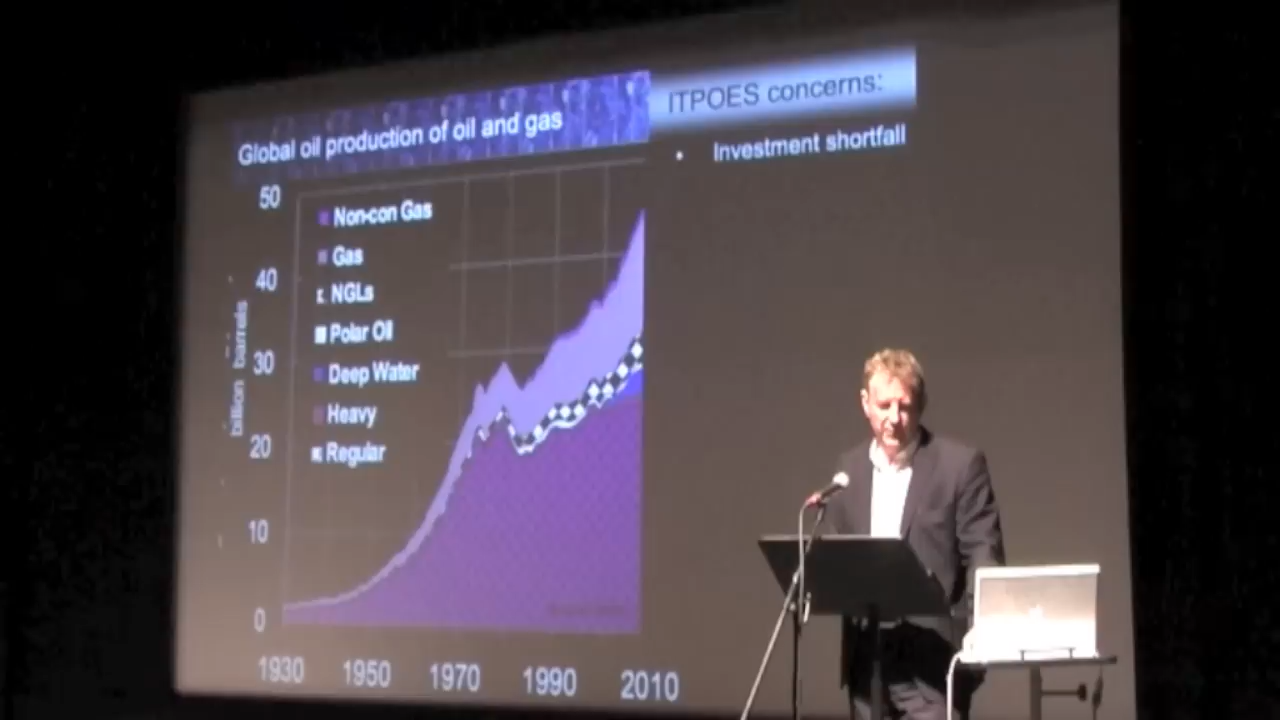 Global oil production of oil and gas
ITPOES concerns:
• Investment shortfall
50
40
30
20
10
0
billion barrels
Non-con Gas
Gas
NGLs
Polar Oil
Deep Water
Heavy
Regular
1930 1950 1970 1990 2010